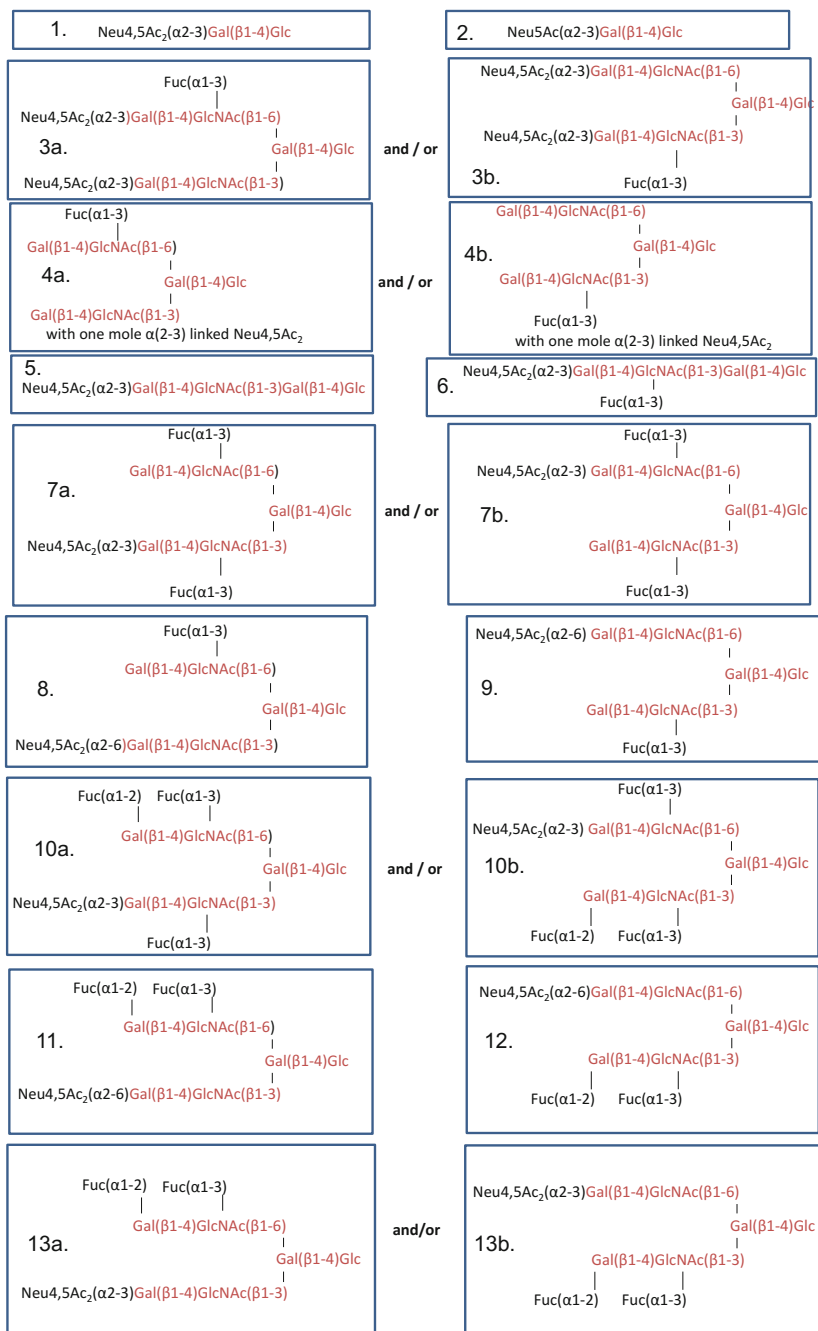 1. Neu4,5Ac₂(α2-3)Gal(β1-4)Glc
2. Neu5Ac(α2-3)Gal(β1-4)Glc
Fuc(α1-3)
Neu4,5Ac₂(α2-3)Gal(β1-4)GlcNAc(β1-6)
Gal(β1-4)Glc
3a.
Neu4,5Ac₂(α2-3)Gal(β1-4)GlcNAc(β1-3)
and / or
Neu4,5Ac₂(α2-3)Gal(β1-4)GlcNAc(β1-6)
Gal(β1-4)Glc
Neu4,5Ac₂(α2-3)Gal(β1-4)GlcNAc(β1-3)
3b.
Fuc(α1-3)
Fuc(α1-3)
Gal(β1-4)GlcNAc(β1-6)
4a.
Gal(β1-4)Glc
Gal(β1-4)GlcNAc(β1-3)
with one mole α(2-3) linked Neu4,5Ac₂
and / or
Gal(β1-4)GlcNAc(β1-6)
4b.
Gal(β1-4)Glc
Gal(β1-4)GlcNAc(β1-3)
Fuc(α1-3)
with one mole α(2-3) linked Neu4,5Ac₂
5.
Neu4,5Ac₂(α2-3)Gal(β1-4)GlcNAc(β1-3)Gal(β1-4)Glc
Neu4,5Ac₂(α2-3)Gal(β1-4)GlcNAc(β1-3)Gal(β1-4)Glc
6.
Fuc(α1-3)
Fuc(α1-3)
Gal(β1-4)GlcNAc(β1-6)
7a.
Gal(β1-4)Glc
Neu4,5Ac₂(α2-3)Gal(β1-4)GlcNAc(β1-3)
Fuc(α1-3)
and / or
Fuc(α1-3)
Neu4,5Ac₂(α2-3) Gal(β1-4)GlcNAc(β1-6)
7b.
Gal(β1-4)Glc
Gal(β1-4)GlcNAc(β1-3)
Fuc(α1-3)
Fuc(α1-3)
Gal(β1-4)GlcNAc(β1-6)
8.
Gal(β1-4)Glc
Neu4,5Ac₂(α2-6)Gal(β1-4)GlcNAc(β1-3)
Neu4,5Ac₂(α2-6) Gal(β1-4)GlcNAc(β1-6)
9.
Gal(β1-4)Glc
Gal(β1-4)GlcNAc(β1-3)
Fuc(α1-3)
Fuc(α1-2) Fuc(α1-3)
Gal(β1-4)GlcNAc(β1-6)
10a.
Gal(β1-4)Glc
Neu4,5Ac₂(α2-3)Gal(β1-4)GlcNAc(β1-3)
Fuc(α1-3)
and / or
Fuc(α1-3)
Neu4,5Ac₂(α2-3) Gal(β1-4)GlcNAc(β1-6)
10b.
Gal(β1-4)Glc
Gal(β1-4)GlcNAc(β1-3)
Fuc(α1-2) Fuc(α1-3)
Fuc(α1-2) Fuc(α1-3)
Gal(β1-4)GlcNAc(β1-6)
11.
Gal(β1-4)Glc
Neu4,5Ac₂(α2-6)Gal(β1-4)GlcNAc(β1-3)
Neu4,5Ac₂(α2-6)Gal(β1-4)GlcNAc(β1-6)
12.
Gal(β1-4)Glc
Gal(β1-4)GlcNAc(β1-3)
Fuc(α1-2) Fuc(α1-3)
Fuc(α1-2) Fuc(α1-3)
Gal(β1-4)GlcNAc(β1-6)
13a.
Gal(β1-4)Glc
Neu4,5Ac₂(α2-3)Gal(β1-4)GlcNAc(β1-3)
and/or
Neu4,5Ac₂(α2-3)Gal(β1-4)GlcNAc(β1-6)
Gal(β1-4)Glc
13b.
Gal(β1-4)GlcNAc(β1-3)
Fuc(α1-2) Fuc(α1-3)